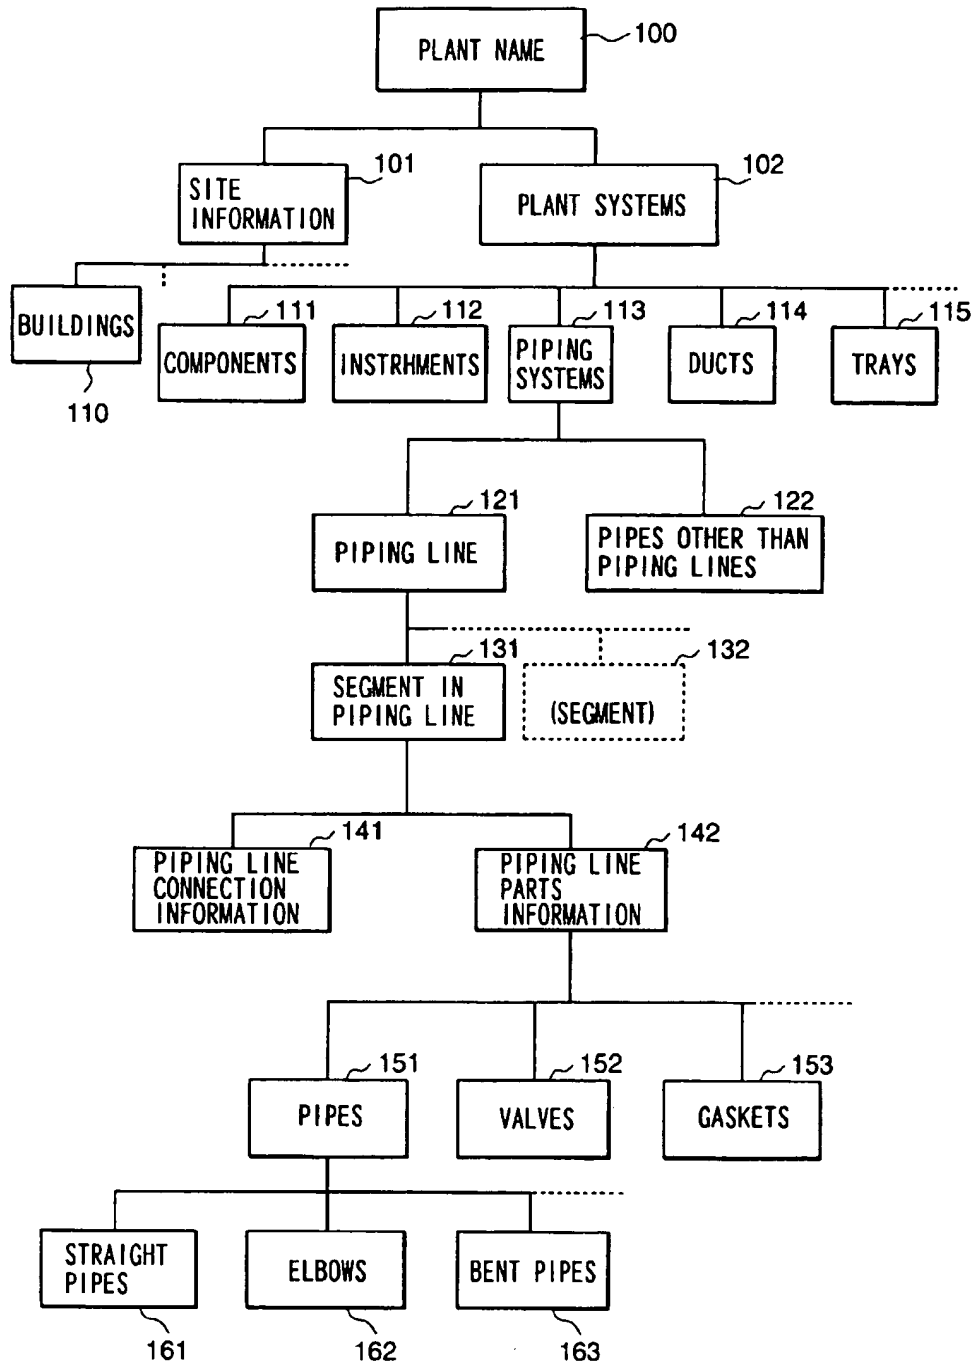 PLANT NAME
100
101
SITE
INFORMATION
102
PLANT SYSTEMS
BUILDINGS
110
111
COMPONENTS
112
INSTRHMENTS
113
PIPING
SYSTEMS
114
DUCTS
115
TRAYS
121
PIPING LINE
122
PIPES OTHER THAN
PIPING LINES
131
SEGMENT IN
PIPING LINE
132
(SEGMENT)
141
PIPING LINE
CONNECTION
INFORMATION
142
PIPING LINE
PARTS
INFORMATION
151
PIPES
152
VALVES
153
GASKETS
STRAIGHT
PIPES
161
ELBOWS
162
BENT PIPES
163